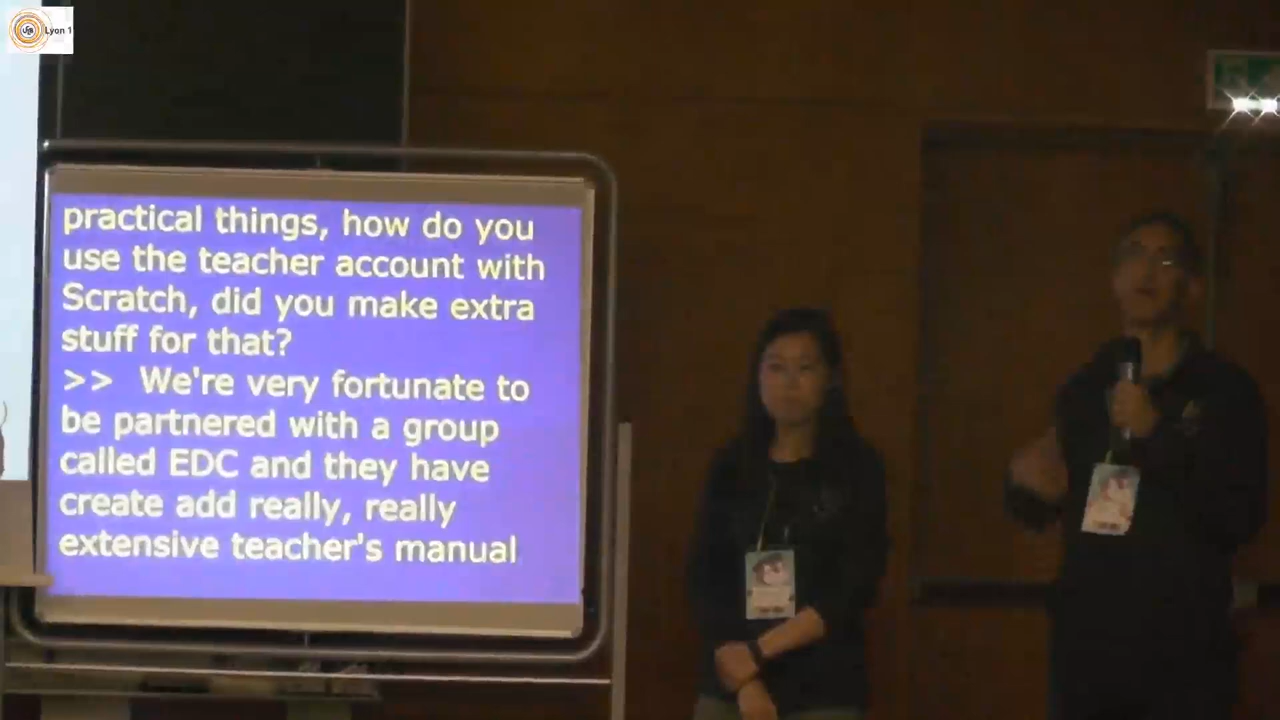 Lyon 1
practical things, how do you
use the teacher account with
Scratch, did you make extra
stuff for that?
>> We're very fortunate to
be partnered with a group
called EDC and they have
create add really, really
extensive teacher's manual